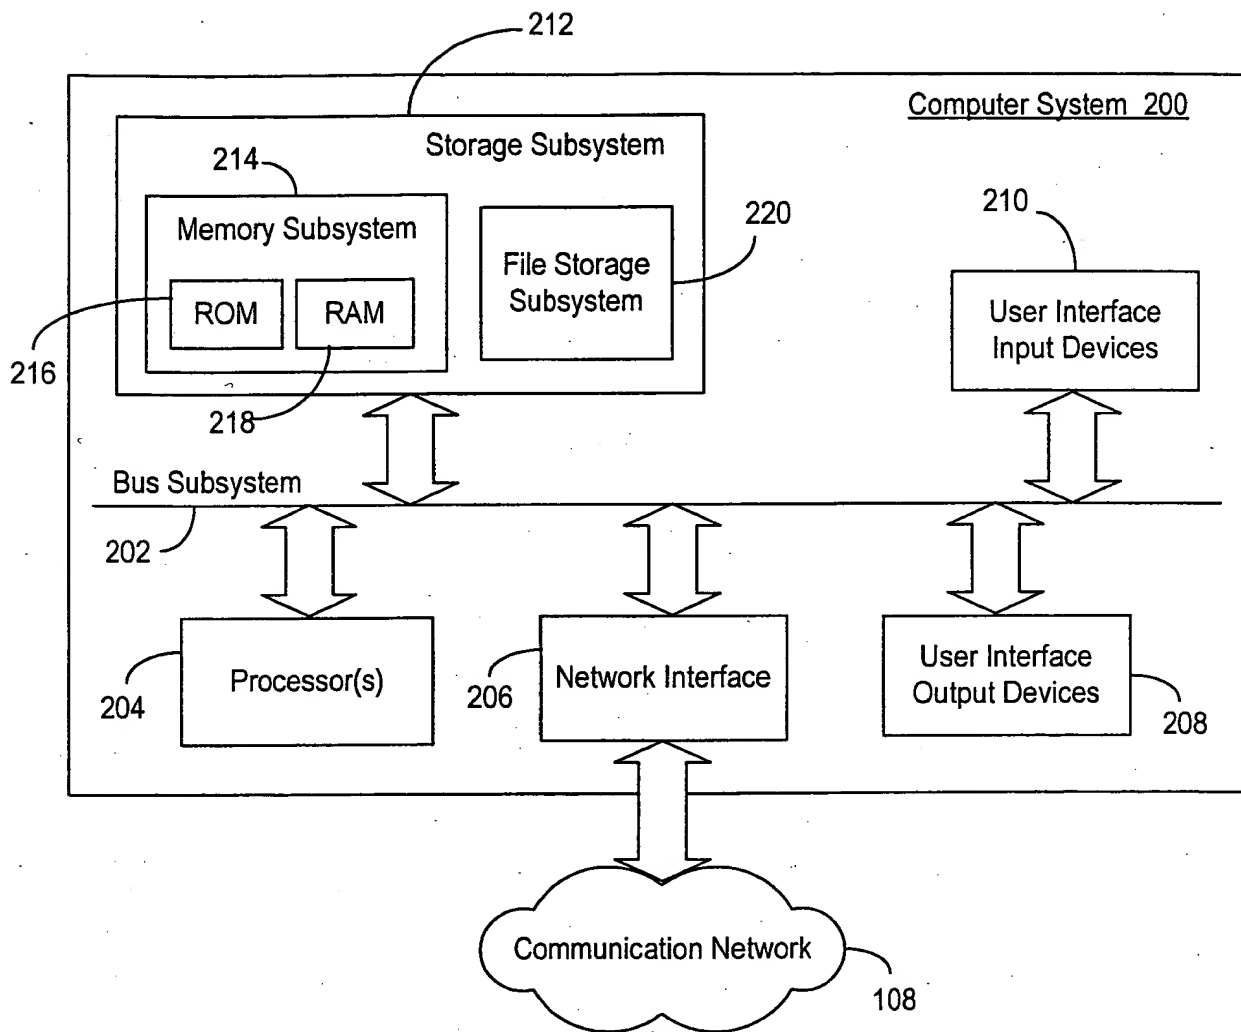 212
Computer System 200
Storage Subsystem
214
Memory Subsystem
ROM
RAM
216
218
File Storage
Subsystem
220
210
User Interface
Input Devices
Bus Subsystem
202
Processor(s)
204
Network Interface
206
User Interface
Output Devices
208
Communication Network
108